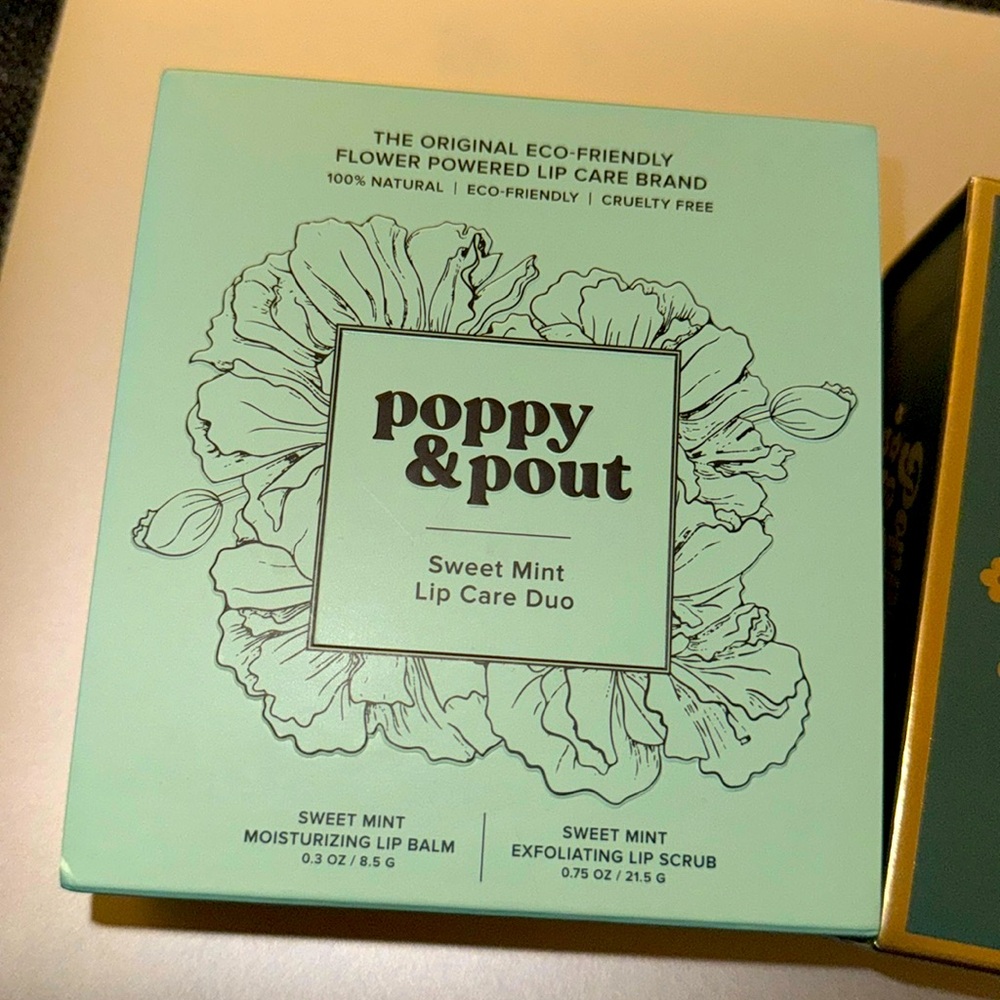 THE ORIGINAL ECO-FRIENDLY
FLOWER POWERED LIP CARE BRAND
100% NATURAL | ECO-FRIENDLY | CRUELTY FREE
poppy
& pout
Sweet Mint
Lip Care Duo
SWEET MINT
MOISTURIZING LIP BALM
0.3 OZ / 8.5 G
SWEET MINT
EXFOLIATING LIP SCRUB
0.75 OZ / 21.5 G